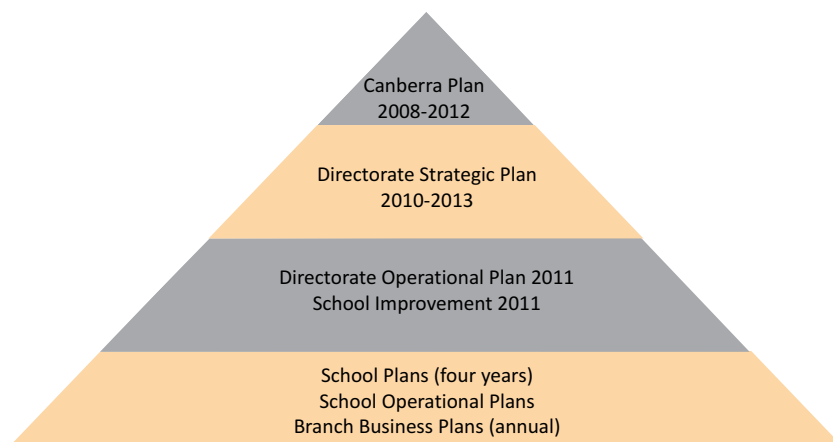 Canberra Plan
2008-2012
Directorate Strategic Plan
2010-2013
Directorate Operational Plan 2011
School Improvement 2011
School Plans (four years)
School Operational Plans
Branch Business Plans (annual)